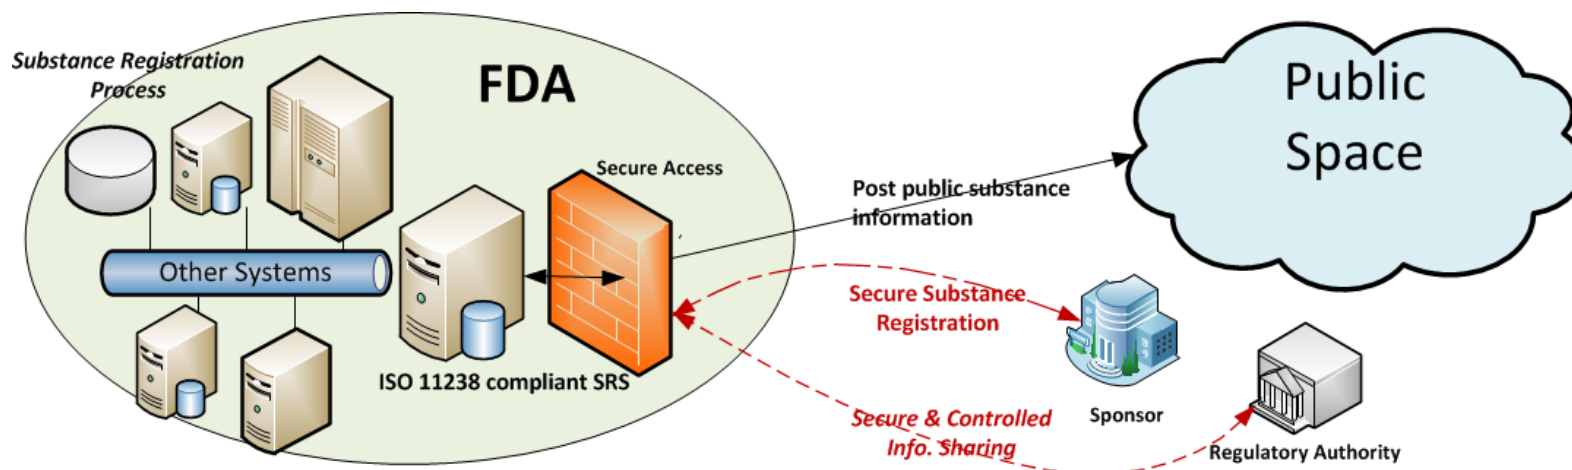 Substance Registration
Process
FDA
Secure Access
Other Systems
ISO 11238 compliant SRS
Post public substance
information
Public
Space
Secure Substance
Registration
Sponsor
Secure & Controlled
Info. Sharing
Regulatory Authority